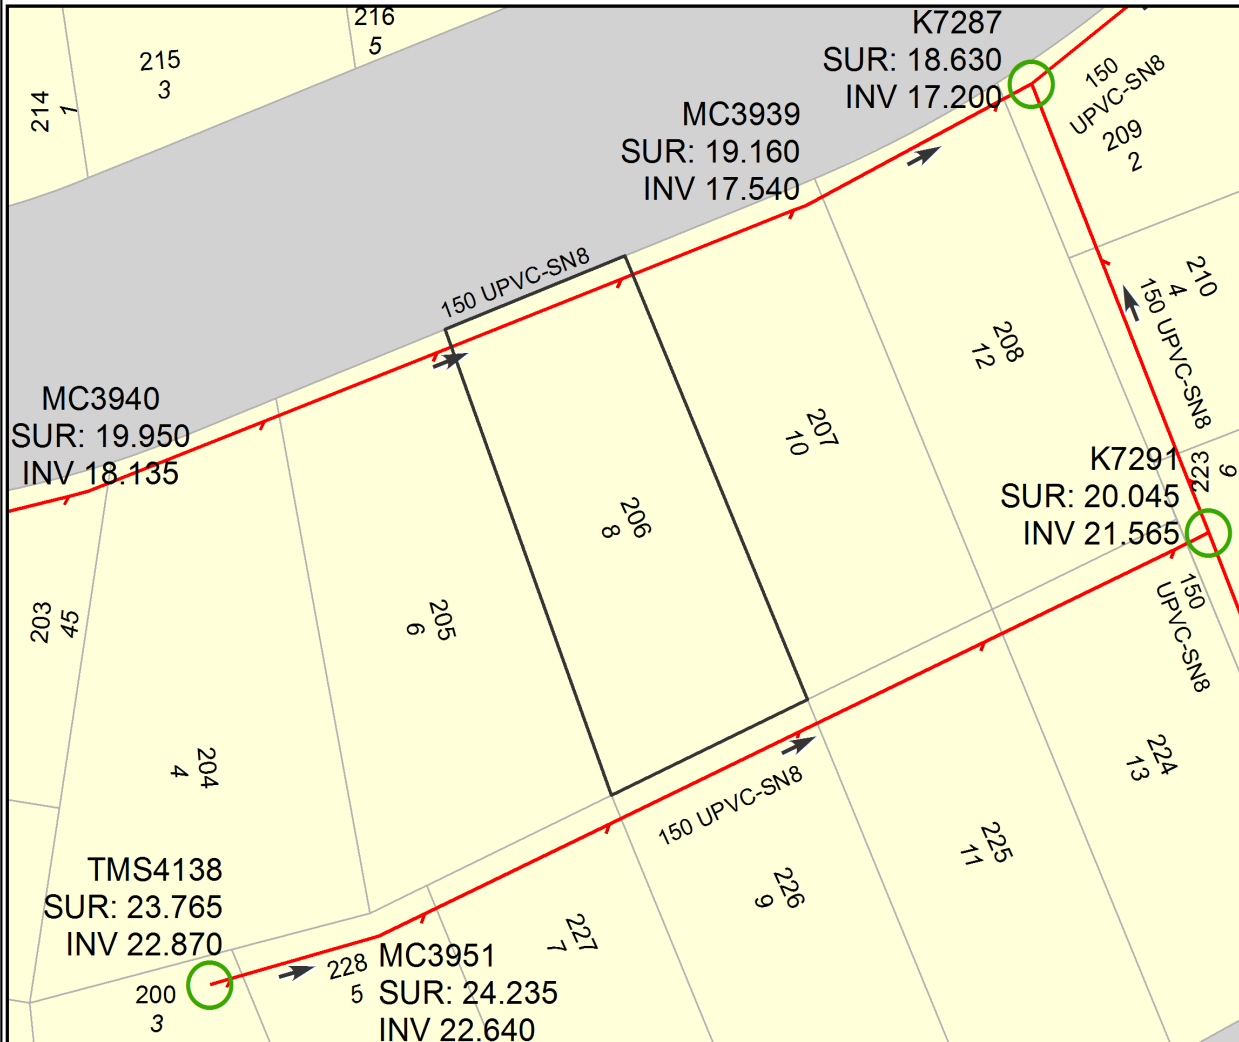 216
5
215
3
214
1
K7287
SUR: 18.630
INV 17.200
150
UPVC-SN8
209
2
MC3939
SUR: 19.160
INV 17.540
150 UPVC-SN8
210
4
150 UPVC-SN8
208
12
MC3940
SUR: 19.950
INV 18.135
207
10
K7291
SUR: 20.045
INV 21.565
223
6
206
8
150
UPVC-SN8
203
45
205
6
204
4
224
13
150 UPVC-SN8
225
11
TMS4138
SUR: 23.765
INV 22.870
226
9
227
7
228
5
MC3951
SUR: 24.235
INV 22.640
200
3